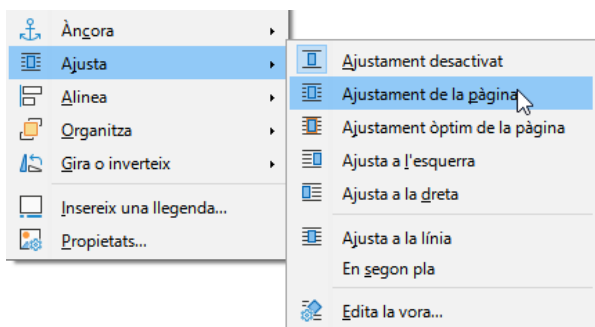 Àncora
Ajusta
Alinea
Organitza
Gira o inverteix
Insereix una llegenda...
Propietats...
Ajustament desactivat
Ajustament de la pàgina
Ajustament òptim de la pàgina
Ajusta a l'esquerra
Ajusta a la dreta
Ajusta a la línia
En segon pla
Edita la vora...